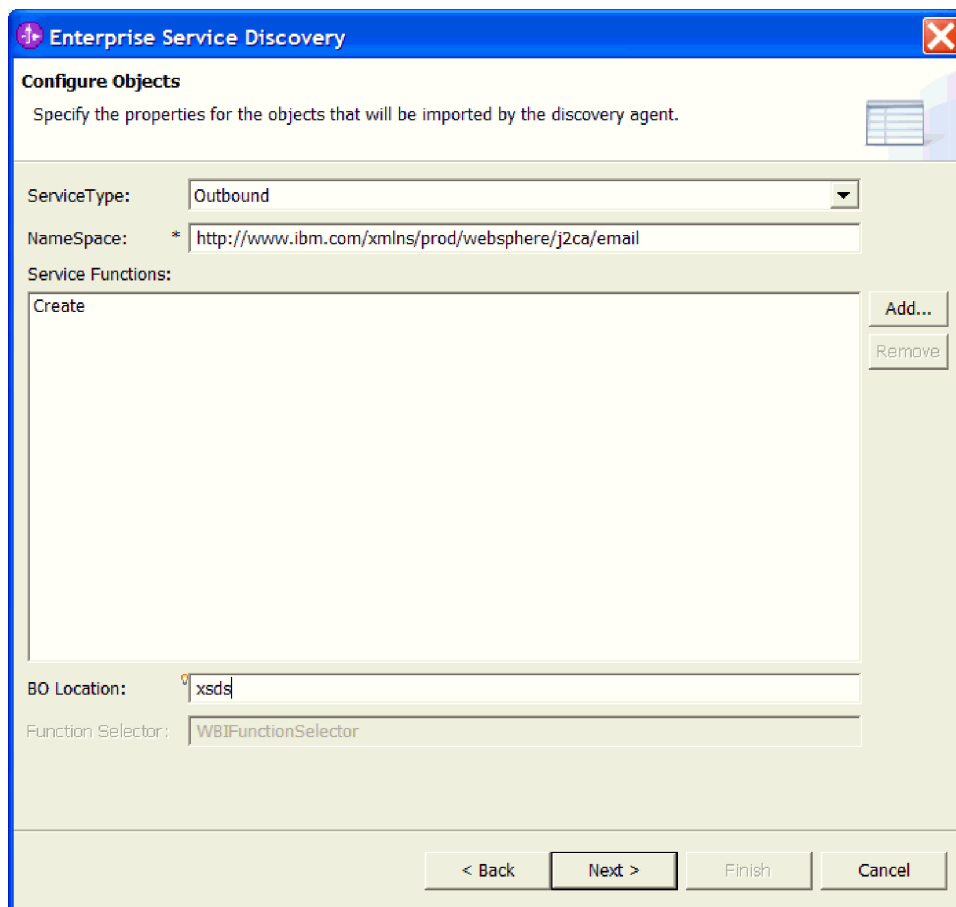 Enterprise Service Discovery
Configure Objects
Specify the properties for the objects that will be imported by the discovery agent.
ServiceType: Outbound
NameSpace: * http://www.ibm.com/xmlns/prod/websphere/j2ca/email
Service Functions:
Create
Add...
Remove
BO Location: xsds
Function Selector: WBIFunctionSelector
< Back Next > Finish Cancel